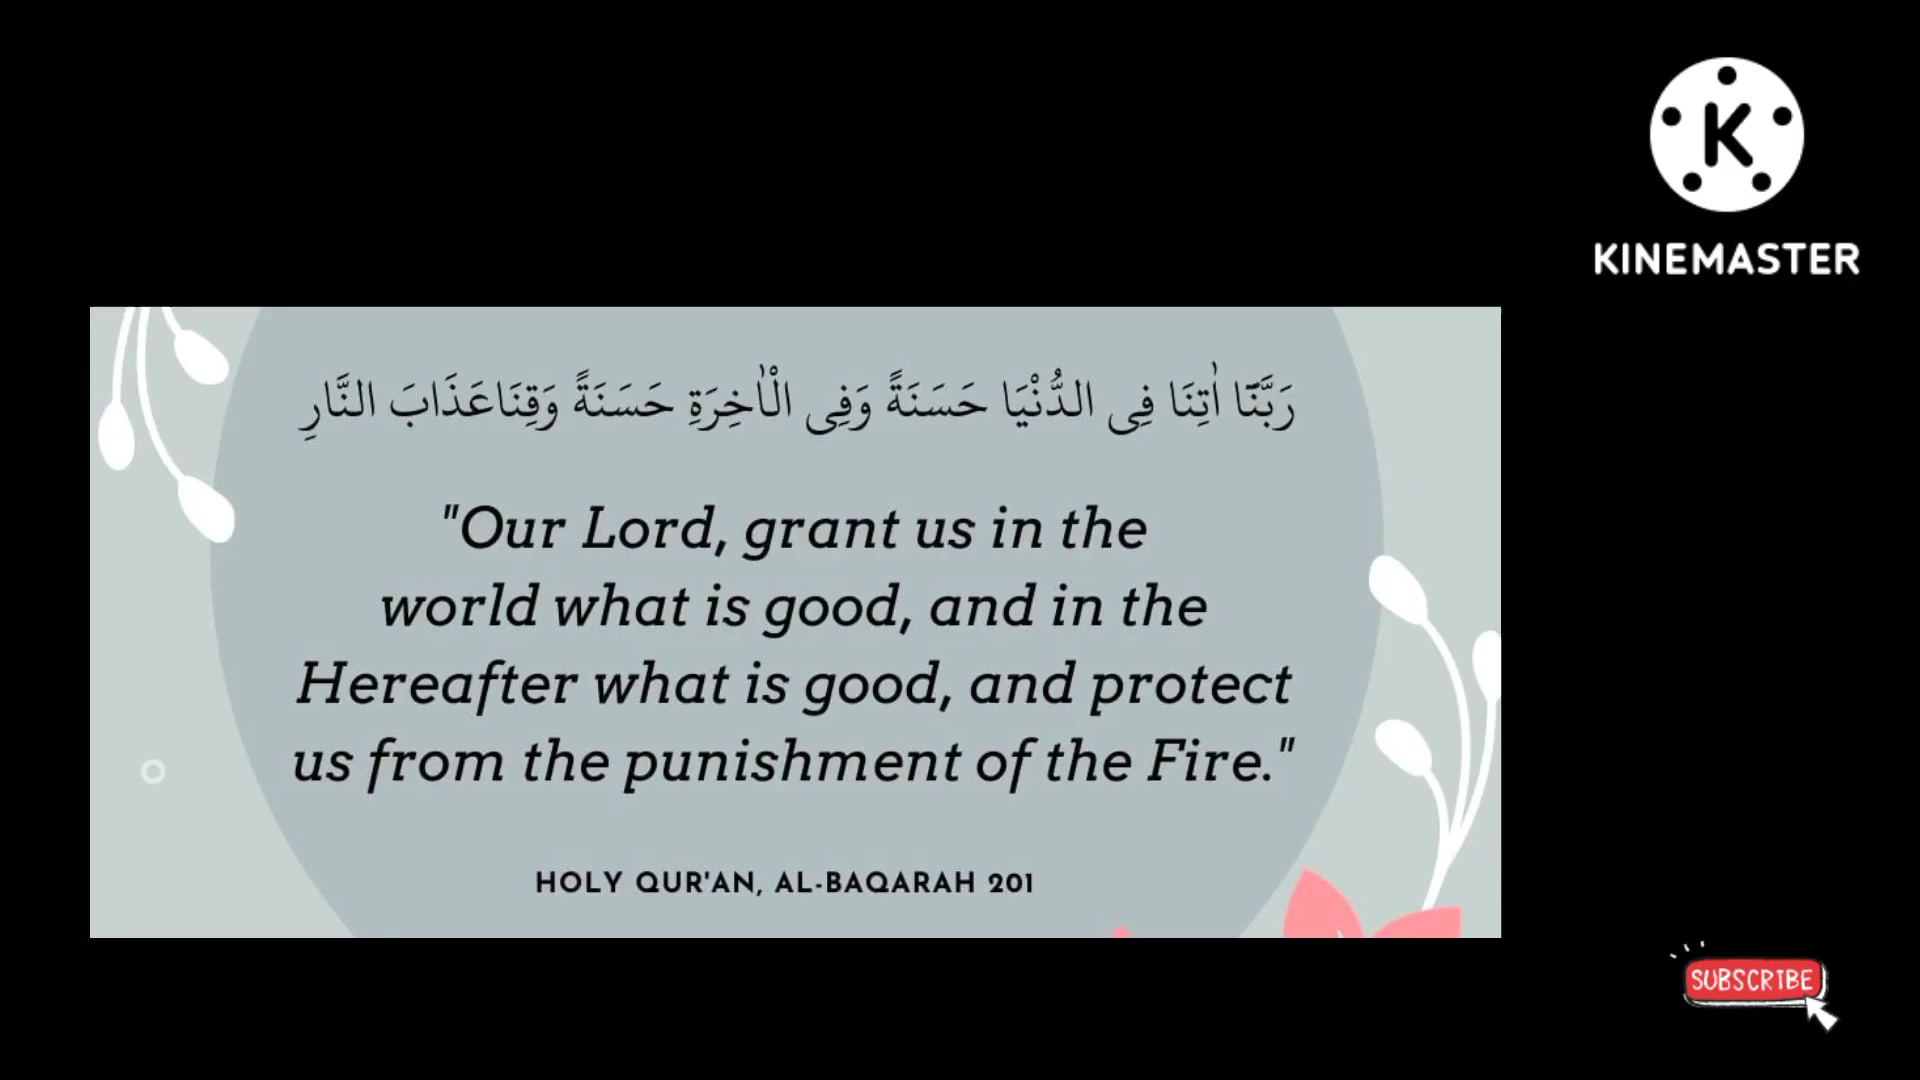 KINEMASTER
رَبَّنَٓا اٰتِنَا فِى الدُّنْيَا حَسَنَةً وَفِى الْاٰخِرَةِ حَسَنَةً وَقِنَاعَذَابَ النَّارِ
"Our Lord, grant us in the
world what is good, and in the
Hereafter what is good, and protect
us from the punishment of the Fire."
HOLY QUR'AN, AL-BAQARAH 201
SUBSCRIBE